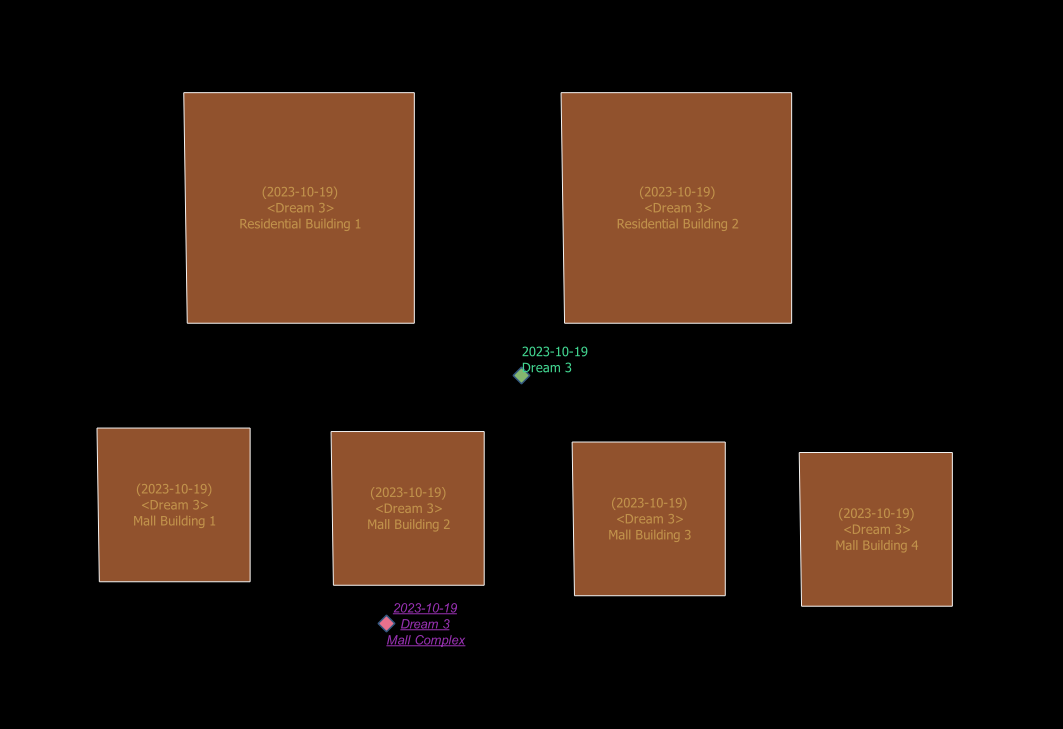 (2023-10-19)
<Dream 3>
Residential Building 1
(2023-10-19)
<Dream 3>
Residential Building 2
2023-10-19
Dream 3
(2023-10-19)
<Dream 3>
Mall Building 1
(2023-10-19)
<Dream 3>
Mall Building 2
(2023-10-19)
<Dream 3>
Mall Building 3
(2023-10-19)
<Dream 3>
Mall Building 4
2023-10-19
Dream 3
Mall Complex